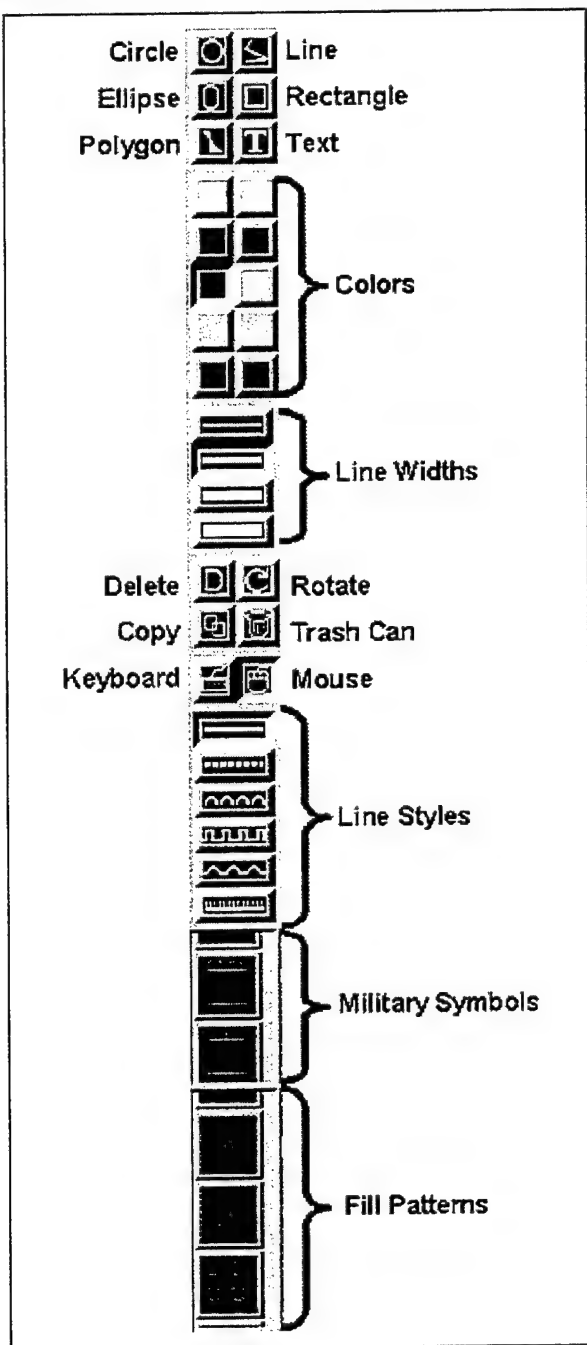 Circle Line
Ellipse Rectangle
Polygon Text
Colors
Line Widths
Delete Rotate
Copy Trash Can
Keyboard Mouse
Line Styles
Military Symbols
Fill Patterns